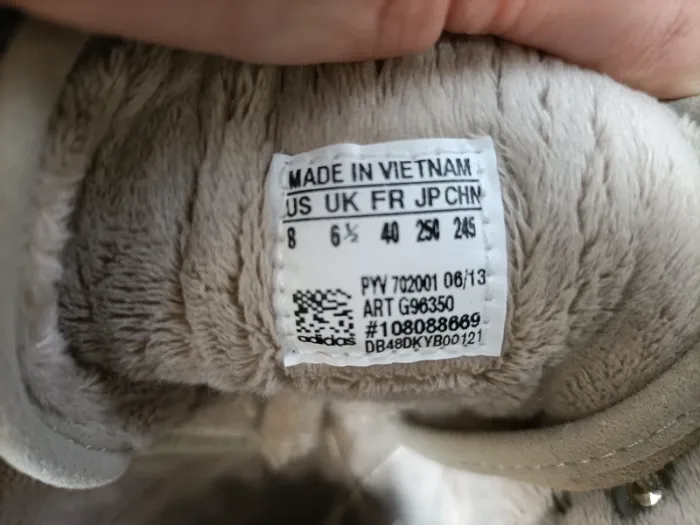 MADE IN VIETNAM
US UK FR JP CHN
8 6½ 40 250 245
PYV 702001 06/13
ART G96350
#108088669
adidas DB48DKYB00121